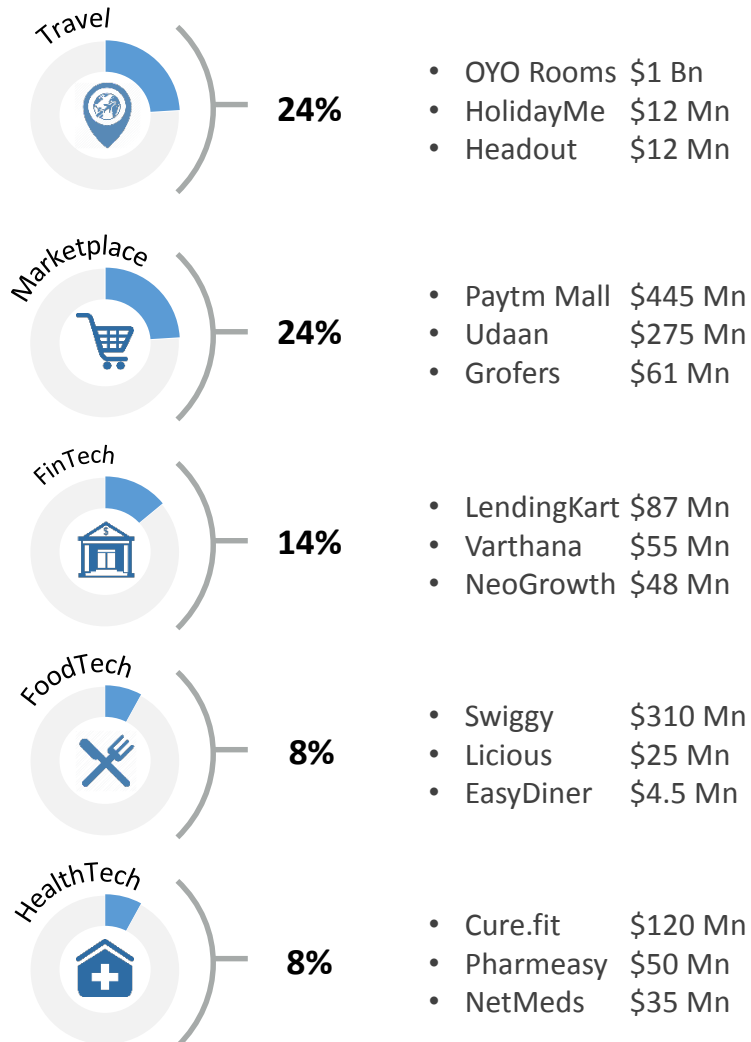 Travel
24%
• OYO Rooms $1 Bn
• HolidayMe $12 Mn
• Headout $12 Mn
Marketplace
24%
• Paytm Mall $445 Mn
• Udaan $275 Mn
• Grofers $61 Mn
FinTech
$
14%
• LendingKart $87 Mn
• Varthana $55 Mn
• NeoGrowth $48 Mn
FoodTech
8%
• Swiggy $310 Mn
• Licious $25 Mn
• EasyDiner $4.5 Mn
HealthTech
8%
• Cure.fit $120 Mn
• Pharmeasy $50 Mn
• NetMeds $35 Mn